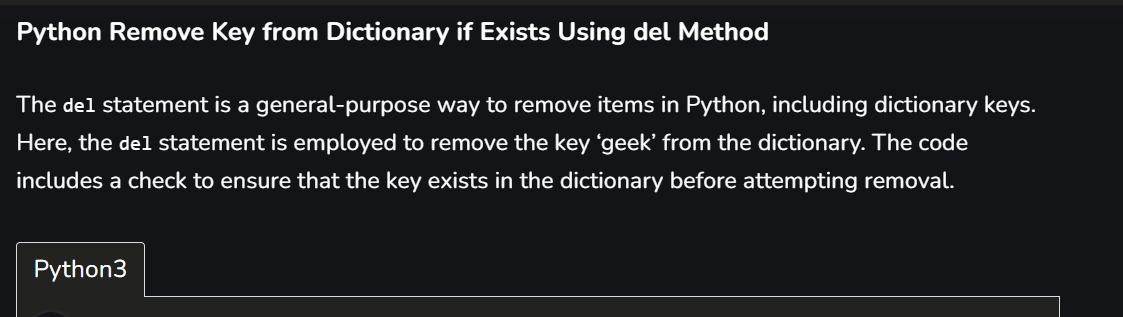 Python Remove Key from Dictionary if Exists Using del Method
The del statement is a general-purpose way to remove items in Python, including dictionary keys.
Here, the del statement is employed to remove the key ‘geek’ from the dictionary. The code
includes a check to ensure that the key exists in the dictionary before attempting removal.
Python3